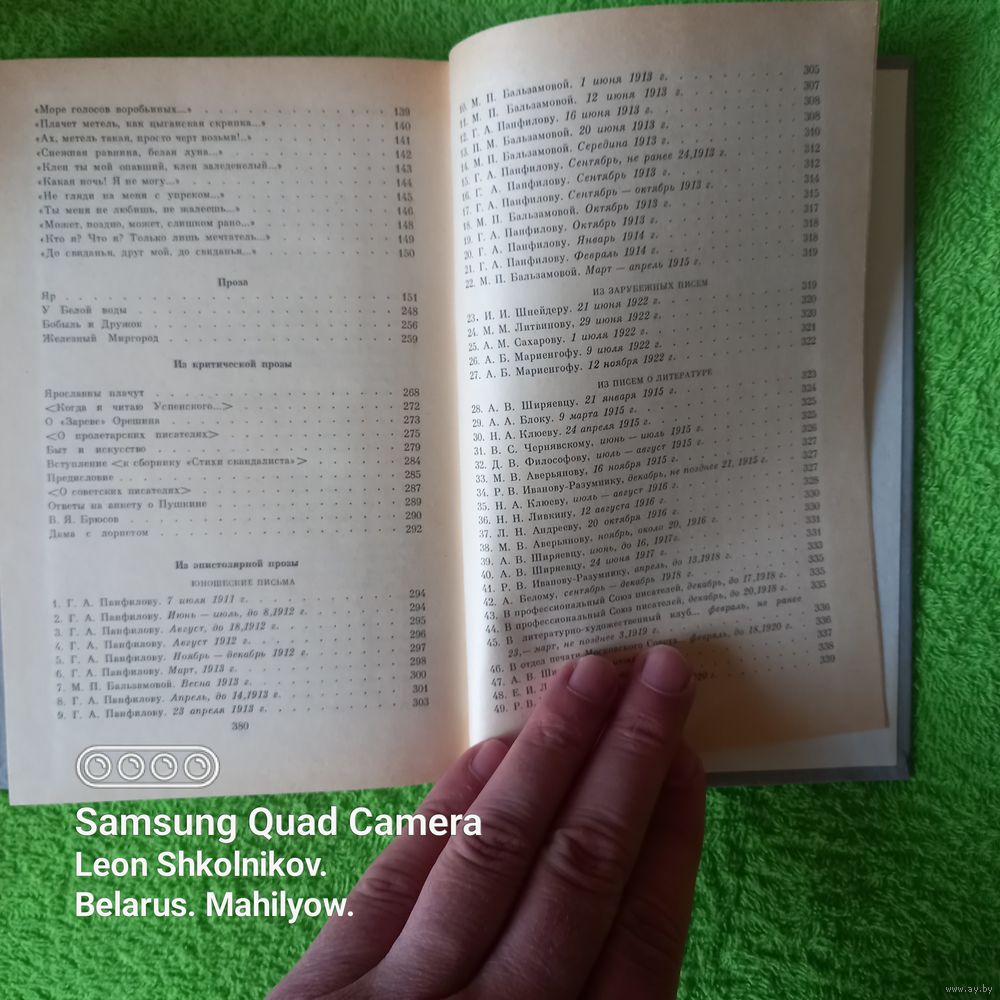 «Море голосов воробьиных...» 139
«Плачет метель, как цыганская скрипка...» 140
«Ах, метель такая, просто черт возьми!..» 141
«Снежная равнина, белая луна...» 142
«Клен ты мой опавший, клен заледенелый...» 143
«Какая ночь! Я не могу...» 144
«Не гляди на меня с упреком...» 145
«Ты меня не любишь, не жалеешь...» 146
«Может, поздно, может, слишком рано...» 148
«Кто я? Что я? Только лишь мечтатель...» 149
«До свиданья, друг мой, до свиданья...» 150
Проза
Яр 151
У Белой воды 248
Бобыль и Дружок 256
Железный Миргород 259
Из критической прозы
Ярославны плачут 268
<Когда я читаю Успенского...> 272
О «Зареве» Орешина 273
<О пролетарских писателях> 275
Быт и искусство 279
Вступление <к сборнику «Стихи скандалиста»> 284
Предисловие 285
<О советских писателях> 287
Ответы на анкету о Пушкине 289
В. Я. Брюсов 290
Дама с лорнетом 292
Из эпистолярной прозы
ЮНОШЕСКИЕ ПИСЬМА
1. Г. А. Панфилову. 7 июля 1911 г. 294
2. Г. А. Панфилову. Июнь — июль, до 8,1912 г. 294
3. Г. А. Панфилову. Август, до 18,1912 г. 295
4. Г. А. Панфилову. Август 1912 г. 296
5. Г. А. Панфилову. Ноябрь — декабрь 1912 г. 297
6. Г. А. Панфилову. Март, 1913 г. 298
7. М. П. Бальзамовой. Весна 1913 г. 300
8. Г. А. Панфилову. Апрель, до 14,1913 г. 301
9. Г. А. Панфилову. 23 апреля 1913 г. 303
380
10. М. П. Бальзамовой. 1 июня 1913 г. 305
11. М. П. Бальзамовой. 12 июня 1913 г. 307
12. Г. А. Панфилову. 16 июня 1913 г. 308
13. П. М. Бальзамовой. 20 июня 1913 г. 308
14. М. П. Бальзамовой. Середина 1913 г. 310
15. Г. А. Панфилову. Сентябрь, не ранее 24,1913 г. 312
16. Г. А. Панфилову. Сентябрь 1913 г. 312
17. Г. А. Панфилову. Сентябрь — октябрь 1913 г. 314
18. М. П. Бальзамовой. Октябрь 1913 г. 315
19. Г. А. Панфилову. Октябрь 1913 г. 317
20. Г. А. Панфилову. Январь 1914 г. 318
21. Г. А. Панфилову. Февраль 1914 г. 318
22. М. П. Бальзамовой. Март — апрель 1915 г. 319
ИЗ ЗАРУБЕЖНЫХ ПИСЕМ
23. И. И. Шнейдеру. 21 июня 1922 г. 319
24. М. М. Литвинову, 29 июня 1922 г. 320
25. А. М. Сахарову. 1 июля 1922 г. 320
26. А. Б. Мариенгофу. 9 июля 1922 г. 321
27. А. Б. Мариенгофу. 12 ноября 1922 г. 322
ИЗ ПИСЕМ О ЛИТЕРАТУРЕ
28. А. В. Ширяевцу. 21 января 1915 г. 323
29. А. А. Блоку. 9 марта 1915 г. 324
30. Н. А. Клюеву. 24 апреля 1915 г. 325
31. В. С. Чернявскому, июнь — июль 1915 г. 325
32. Д. В. Философову, июль — август 1915 г. 326
33. М. В. Аверьянову, 16 ноября 1915 г. 327
34. Р. В. Иванову-Разумнику, декабрь, не позднее 21, 1915 г. 327
35. Н. А. Клюеву, июль — август 1916 г. 328
36. Н. Н. Ливкину, 12 августа 1916 г. 330
37. Л. Н. Андрееву, 20 октября 1916 г. 330
38. М. В. Аверьянову, ноябрь, около 20, 1916 г. 331
39. А. В. Ширяевцу, июнь, до 16, 1917г. 331
40. А. В. Ширяевцу, 24 июня 1917 г. 333
41. Р. В. Иванову-Разумнику, апрель, до 13,1918 г. 335
42. А. Белому, сентябрь — декабрь 1918 г. 335
43. В профессиональный Союз писателей, декабрь, до 17,1918 г. 335
44. В профессиональный Союз писателей, декабрь, до 20,1918 г.
45. В литературно-художественный клуб... февраль, не ранее
23,— март, не позднее 3,1919 г. 336
46. В отдел печати Московского Совета — февраль, до 18,1920 г. 337
47. А. В. 338
48. Е. И. 339
49. Р. В.
Samsung Quad Camera
Leon Shkolnikov.
Belarus. Mahilyow.
www.ay.by